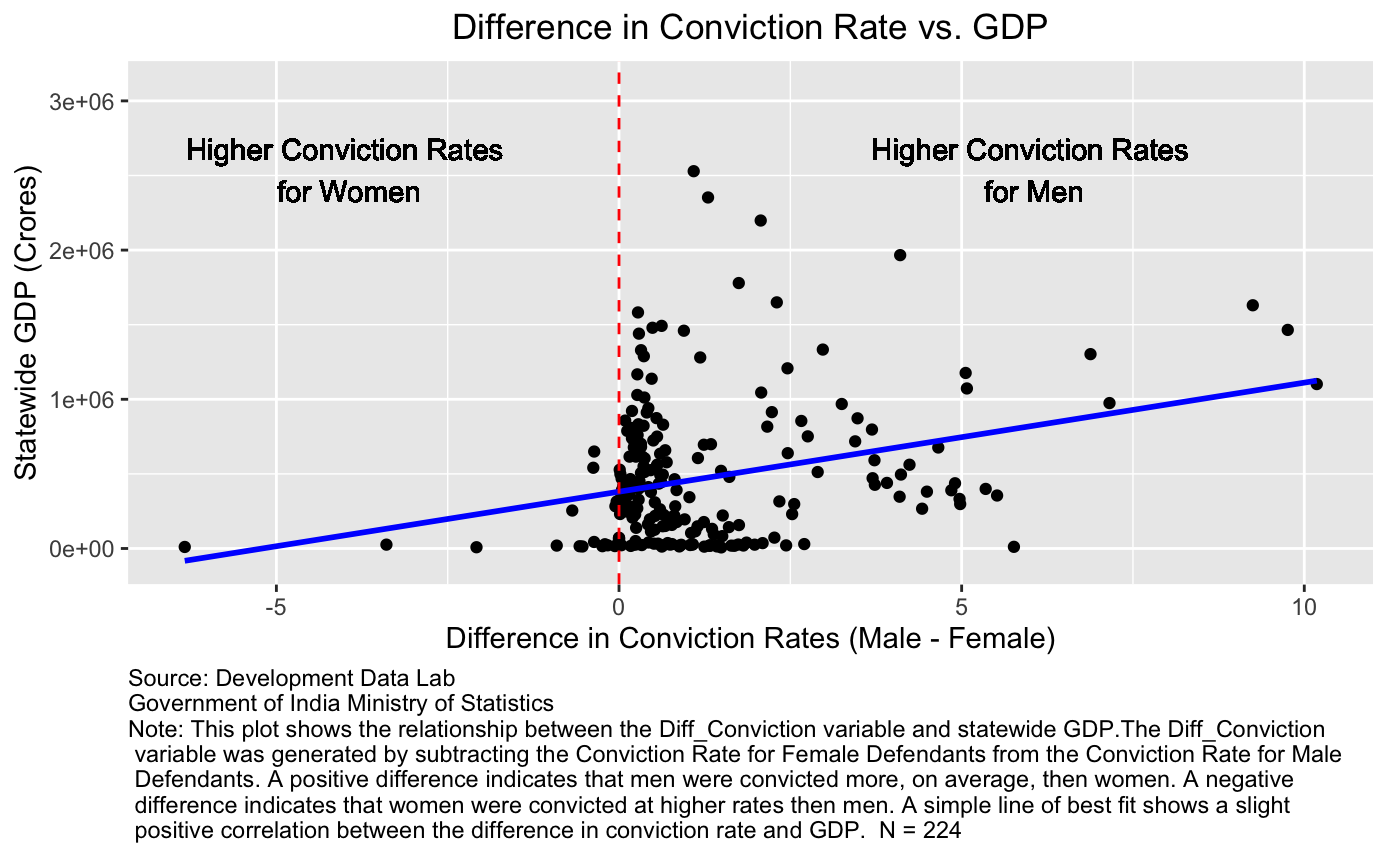 Difference in Conviction Rate vs. GDP
3e+06
2e+06
1e+06
0e+00
Statewide GDP (Crores)
Higher Conviction Rates
for Women
Higher Conviction Rates
for Men
-5
0
5
10
Difference in Conviction Rates (Male - Female)
Source: Development Data Lab
Government of India Ministry of Statistics
Note: This plot shows the relationship between the Diff_Conviction variable and statewide GDP.The Diff_Conviction
variable was generated by subtracting the Conviction Rate for Female Defendants from the Conviction Rate for Male
Defendants. A positive difference indicates that men were convicted more, on average, then women. A negative
difference indicates that women were convicted at higher rates then men. A simple line of best fit shows a slight
positive correlation between the difference in conviction rate and GDP.  N = 224